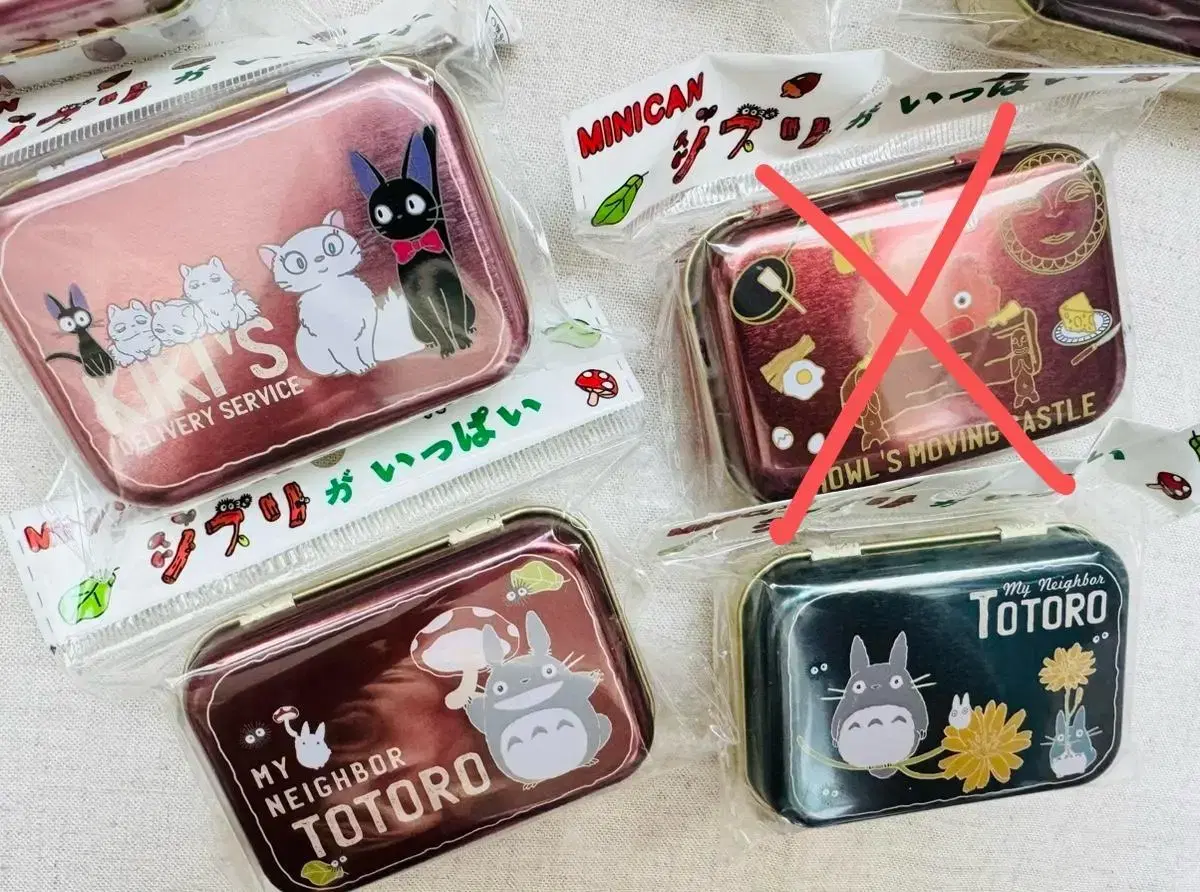 MINICAN
ジブリ が いっぱい
KIKI'S
DELIVERY SERVICE
HOWL'S MOVING CASTLE
ジブリ が いっぱい
My Neighbor
TOTORO
MY
NEIGHBOR
TOTORO